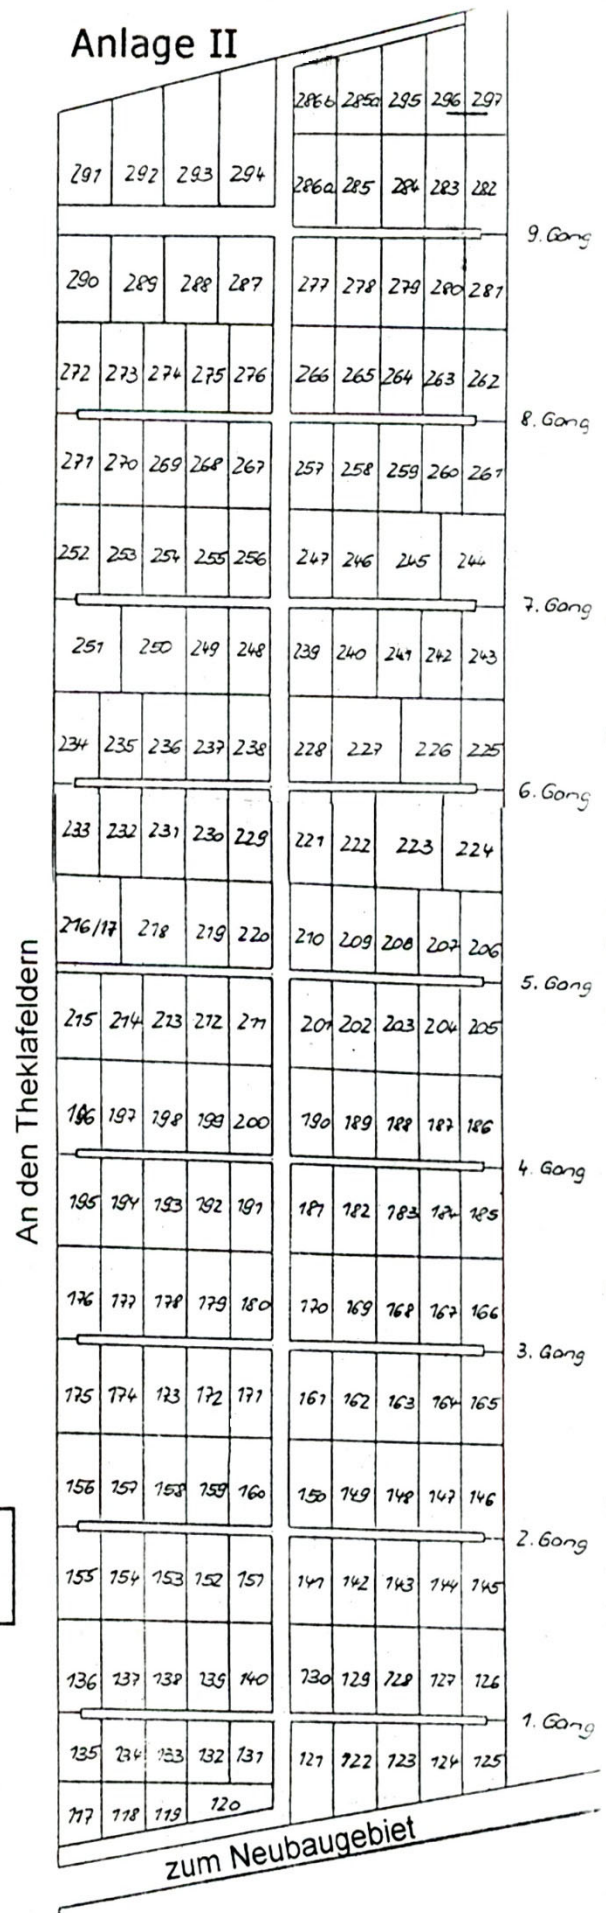 Anlage II
286b 285a 295 296 297
291 292 293 294
286a 285 284 283 282
9. Gang
290 289 288 287
277 278 279 280 281
272 273 274 275 276
266 265 264 263 262
8. Gang
271 270 269 268 267
257 258 259 260 261
252 253 254 255 256
247 246 245 244
7. Gang
251 250 249 248
239 240 241 242 243
234 235 236 237 238
228 227 226 225
6. Gang
233 232 231 230 229
221 222 223 224
216/17 218 219 220
210 209 208 207 206
5. Gang
215 214 213 212 211
201 202 203 204 205
196 197 198 199 200
190 189 188 187 186
4. Gang
195 194 193 192 191
181 182 183 184 185
176 177 178 179 180
170 169 168 167 166
3. Gang
175 174 173 172 171
161 162 163 164 165
156 157 158 159 160
150 149 148 147 146
2. Gang
155 154 153 152 151
141 142 143 144 145
136 137 138 139 140
130 129 128 127 126
1. Gang
135 134 133 132 131
121 122 123 124 125
117 118 119 120
An den Theklafeldern
zum Neubaugebiet